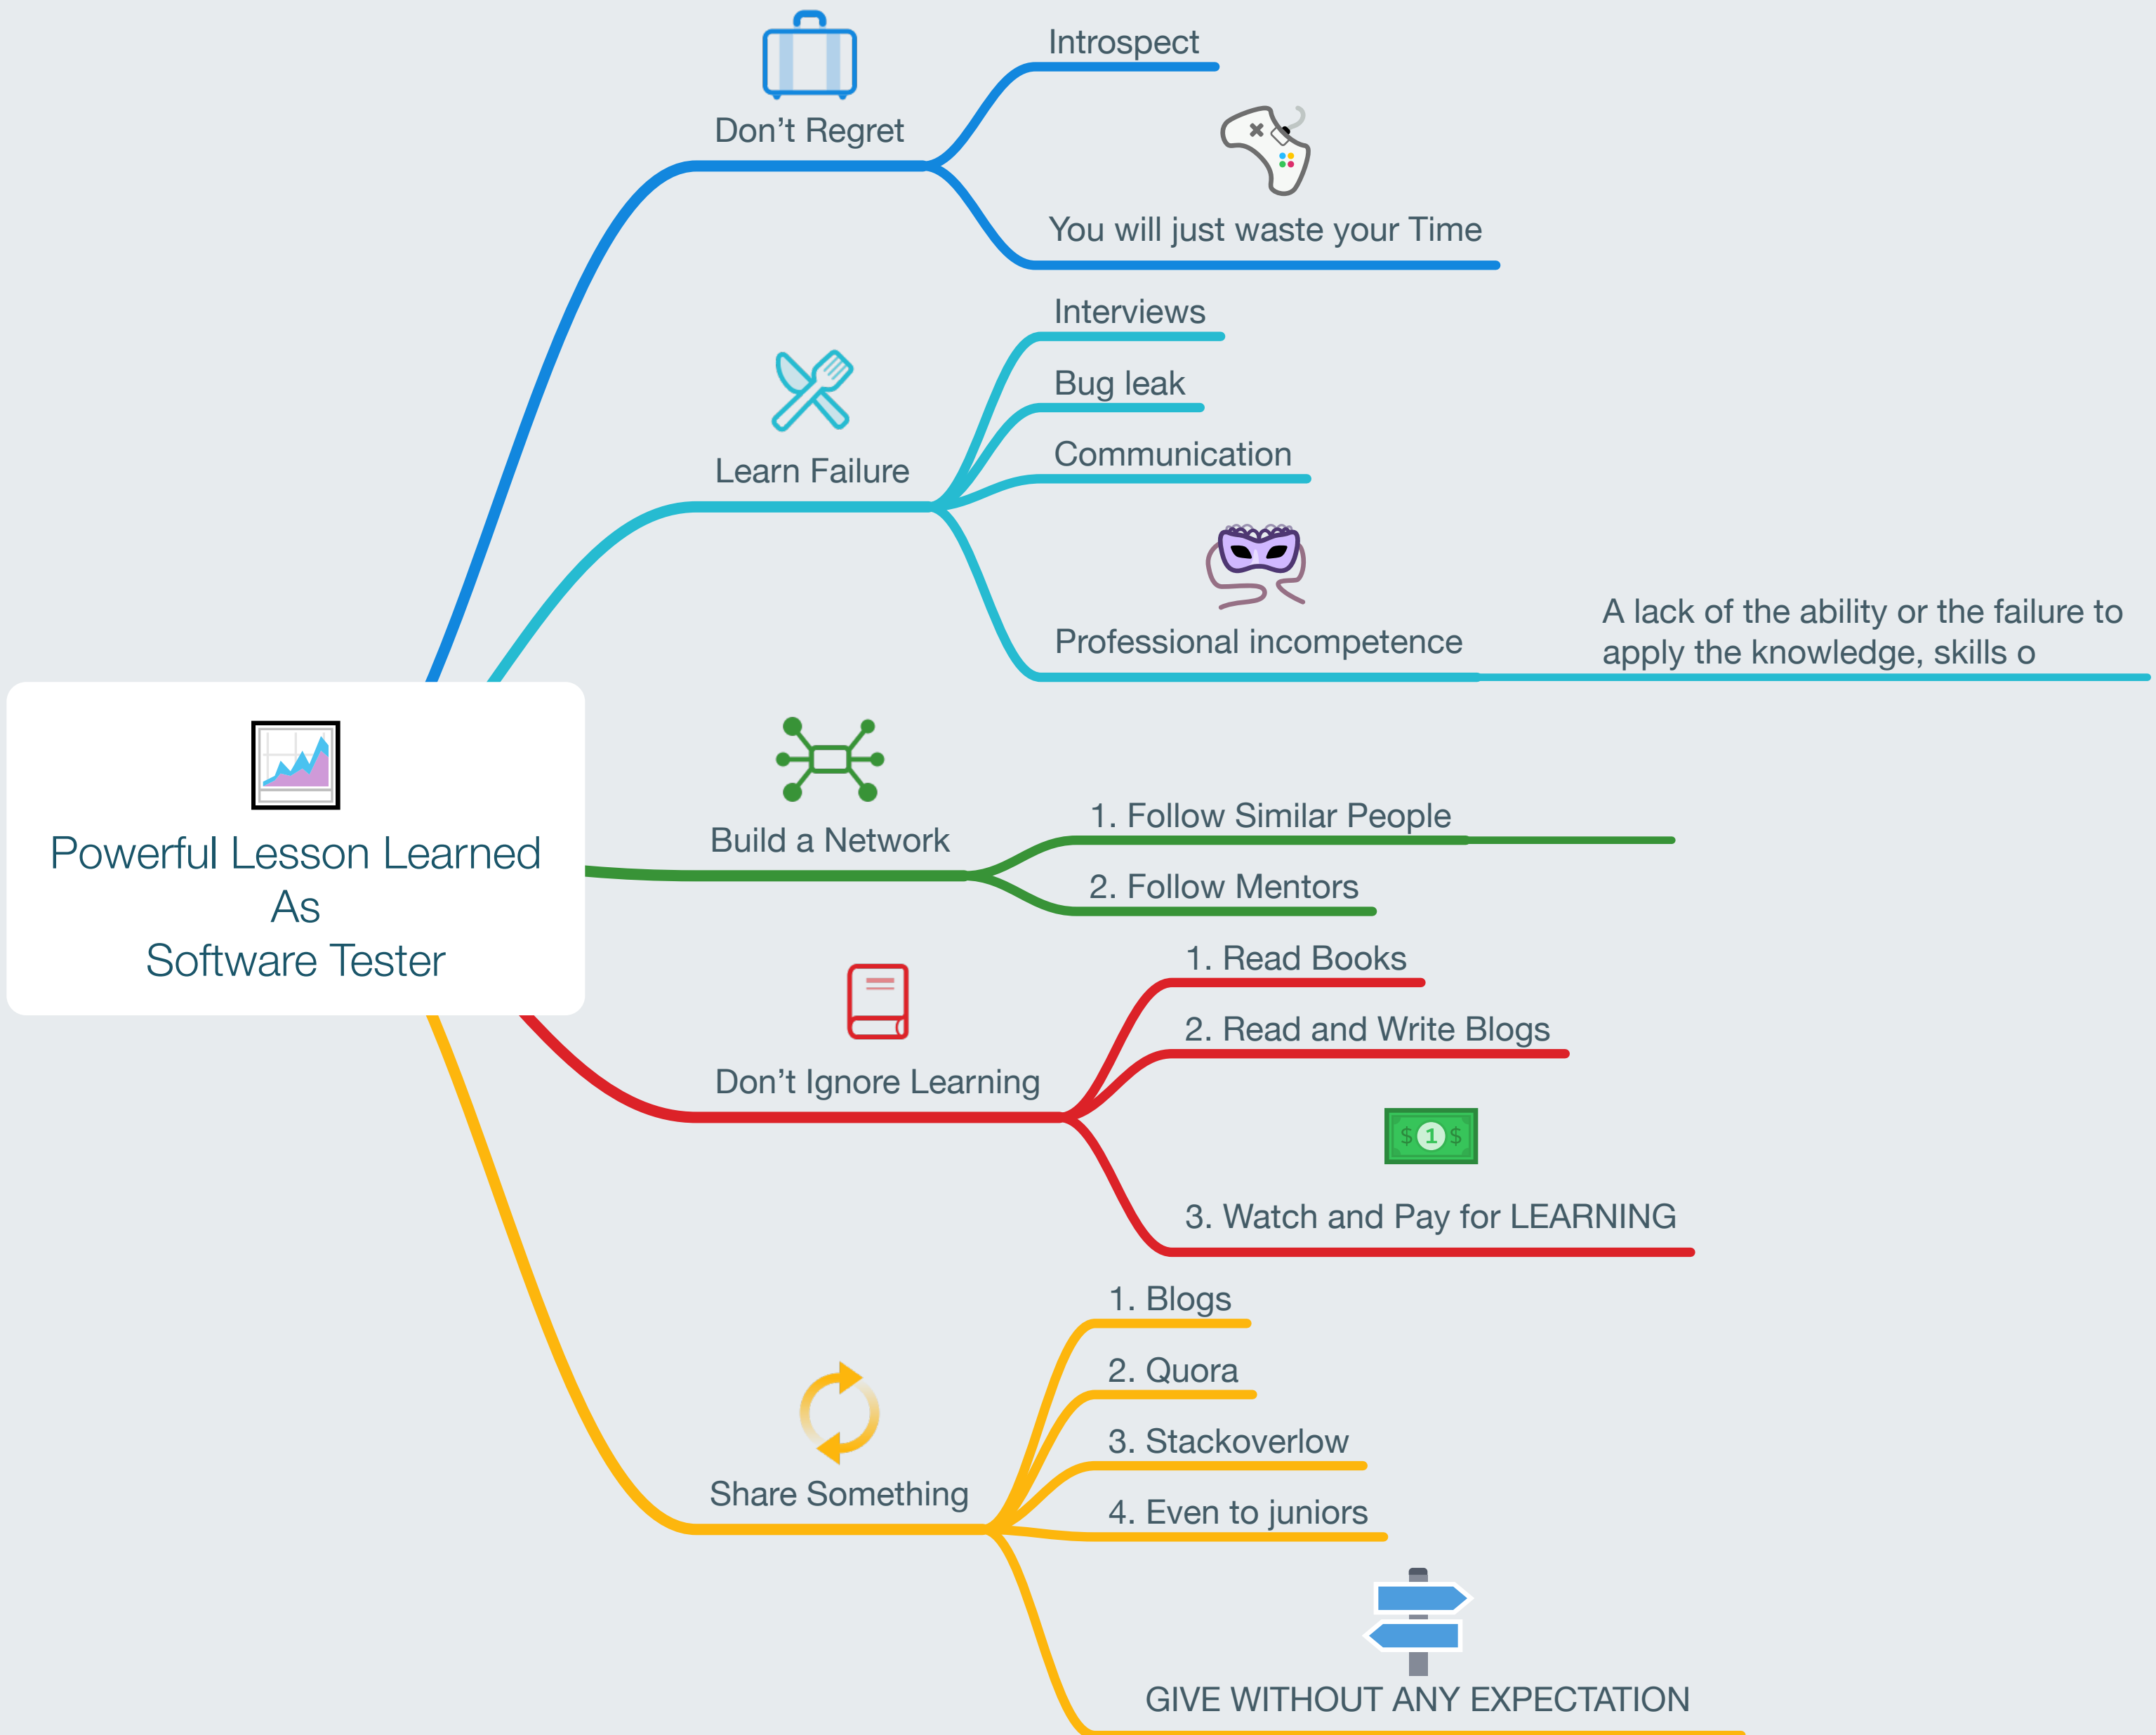 Introspect
Don’t Regret
You will just waste your Time
Interviews
Bug leak
Communication
Learn Failure
Professional incompetence
A lack of the ability or the failure to
apply the knowledge, skills o
Powerful Lesson Learned
As
Software Tester
Build a Network
1. Follow Similar People
2. Follow Mentors
1. Read Books
2. Read and Write Blogs
Don’t Ignore Learning
$ 1 $
3. Watch and Pay for LEARNING
1. Blogs
2. Quora
3. Stackoverlow
4. Even to juniors
Share Something
GIVE WITHOUT ANY EXPECTATION